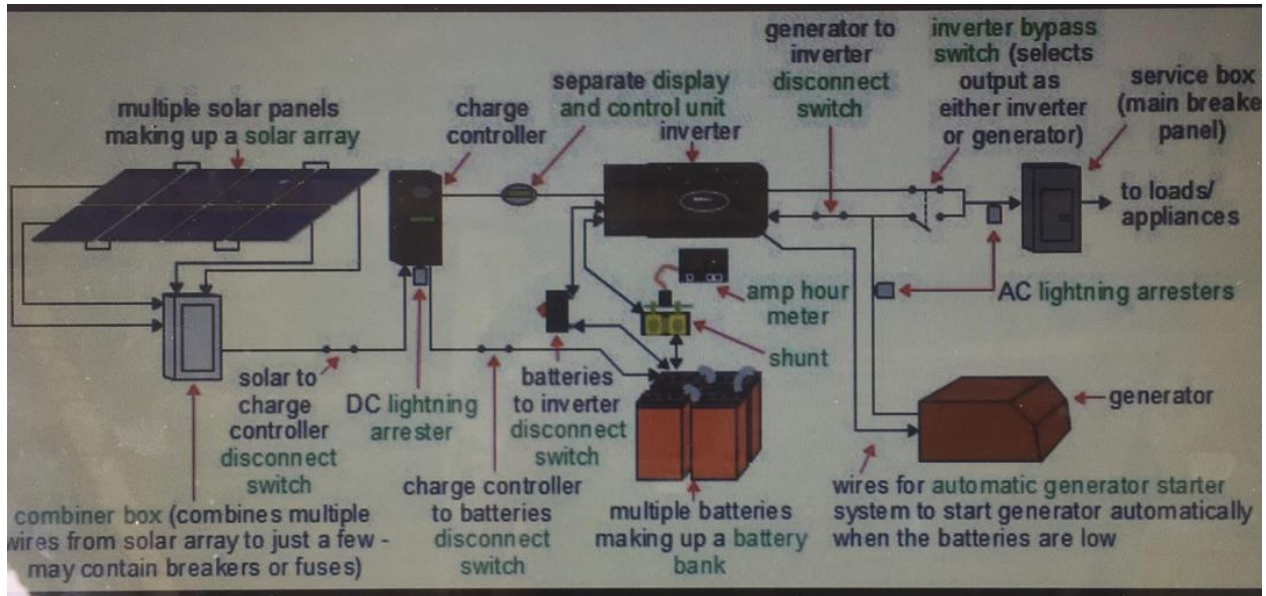 multiple solar panels
making up a solar array
charge
controller
separate display
and control unit
inverter
generator to
inverter
disconnect
switch
inverter bypass
switch (selects
output as
either inverter
or generator)
service box
(main breake
panel)
to loads/
appliances
amp hour
meter
shunt
AC lightning arresters
generator
solar to
charge
controller
disconnect
switch
DC lightning
arrester
batteries
to inverter
disconnect
switch
charge controller
to batteries
disconnect
switch
combiner box (combines multiple
wires from solar array to just a few -
may contain breakers or fuses)
multiple batteries
making up a battery
bank
wires for automatic generator starter
system to start generator automatically
when the batteries are low